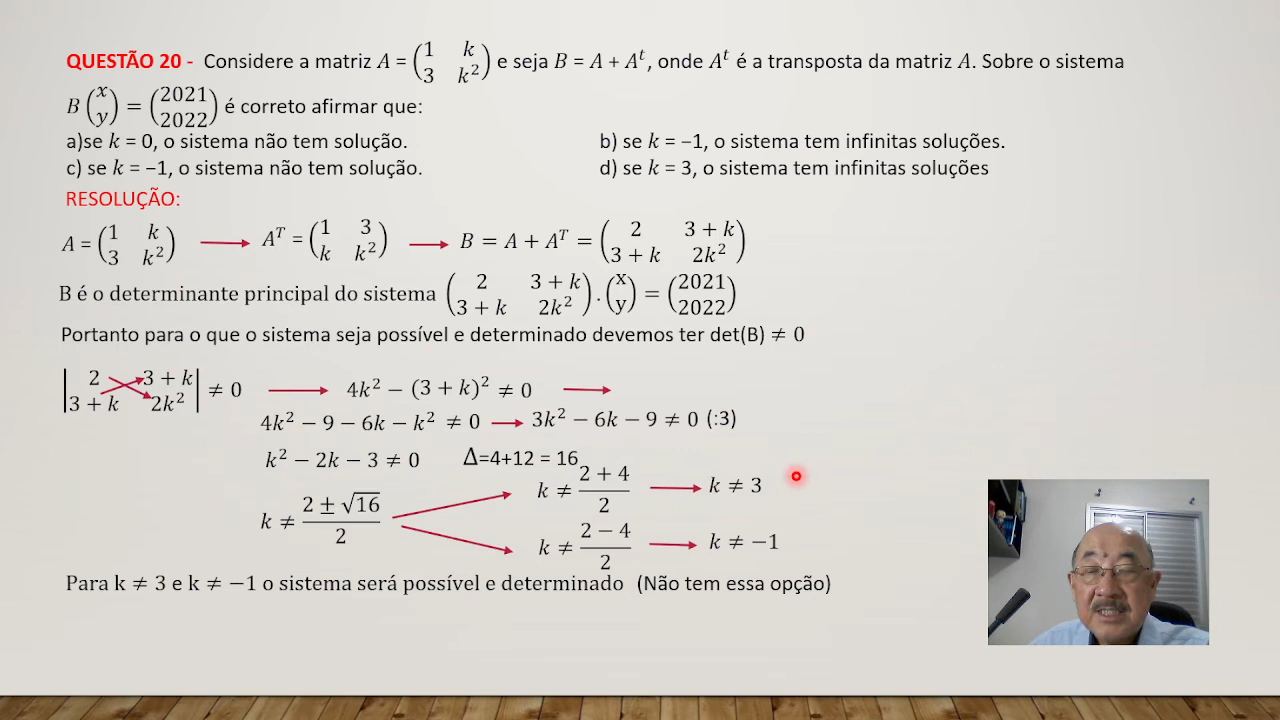 QUESTÃO 20 - Considere a matriz A = (1 k / 3 k²) e seja B = A + Aᵗ, onde Aᵗ é a transposta da matriz A. Sobre o sistema
B (x / y) = (2021 / 2022) é correto afirmar que:
a)se k = 0, o sistema não tem solução. b) se k = −1, o sistema tem infinitas soluções.
c) se k = −1, o sistema não tem solução. d) se k = 3, o sistema tem infinitas soluções
RESOLUÇÃO:
A = (1 k / 3 k²) → Aᵀ = (1 3 / k k²) → B = A + Aᵀ = (2 3 + k / 3 + k 2k²)
B é o determinante principal do sistema (2 3 + k / 3 + k 2k²) . (x / y) = (2021 / 2022)
Portanto para o que o sistema seja possível e determinado devemos ter det(B) ≠ 0
|2 3 + k / 3 + k 2k²| ≠ 0 → 4k² − (3 + k)² ≠ 0 →
4k² − 9 − 6k − k² ≠ 0 → 3k² − 6k − 9 ≠ 0 (:3)
k² − 2k − 3 ≠ 0 Δ=4+12 = 16
k ≠ (2 ± √16) / 2
k ≠ (2 + 4) / 2 → k ≠ 3
k ≠ (2 − 4) / 2 → k ≠ −1
Para k ≠ 3 e k ≠ −1 o sistema será possível e determinado (Não tem essa opção)